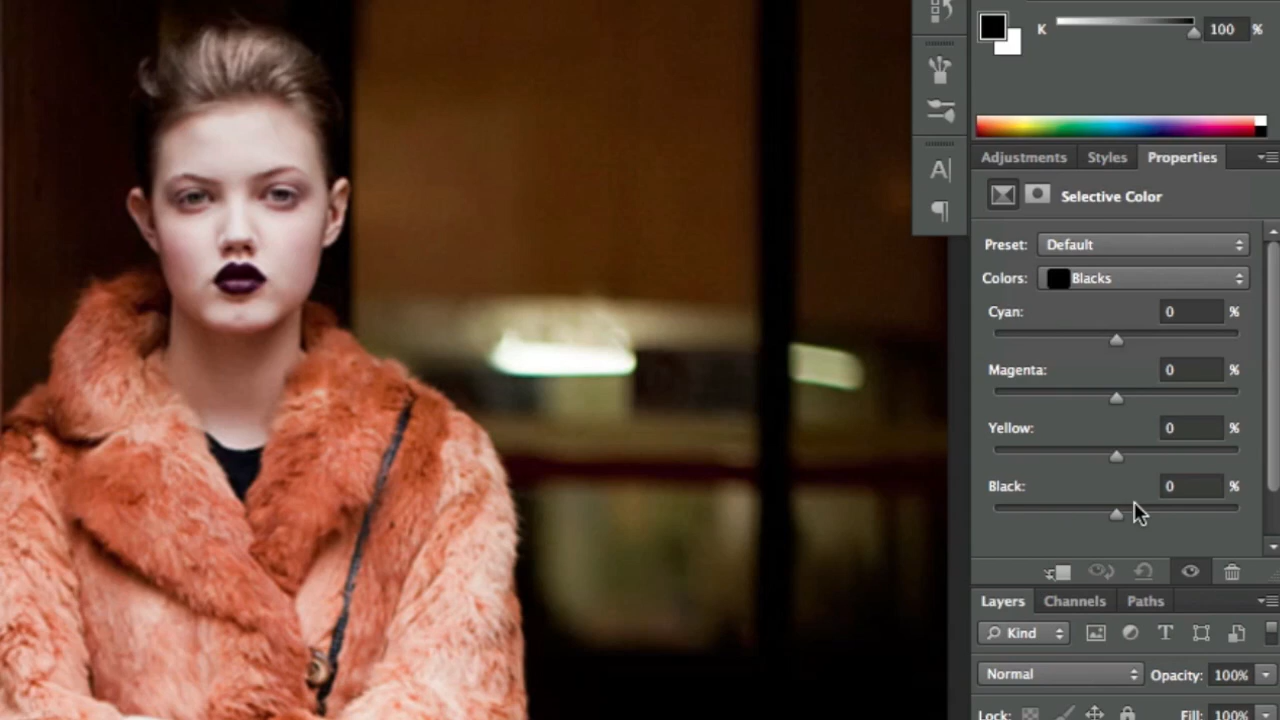 K 100 %
Adjustments Styles Properties
Selective Color
Preset: Default
Colors: Blacks
Cyan: 0 %
Magenta: 0 %
Yellow: 0 %
Black: 0 %
A
Layers Channels Paths
Kind T
Normal Opacity: 100%
Lock: Fill: 100%